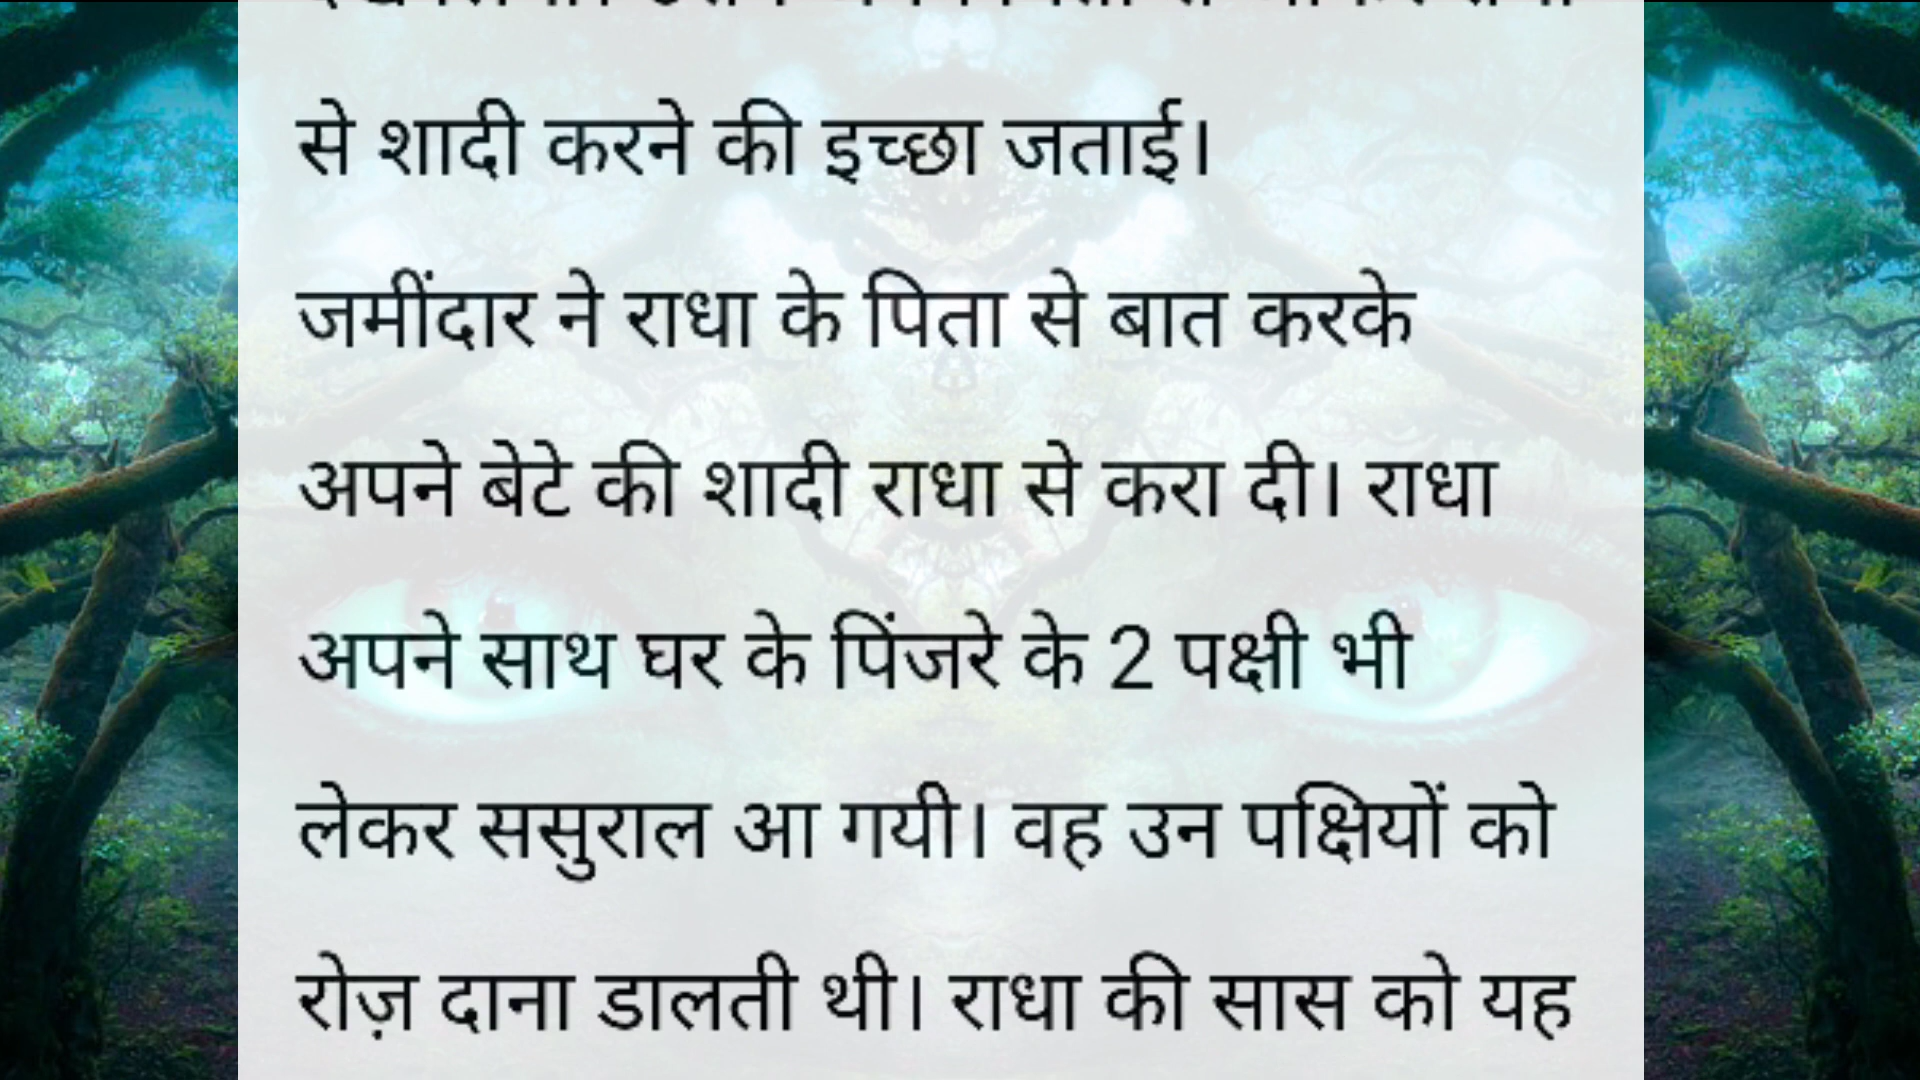 से शादी करने की इच्छा जताई।
जमींदार ने राधा के पिता से बात करके
अपने बेटे की शादी राधा से करा दी। राधा
अपने साथ घर के पिंजरे के 2 पक्षी भी
लेकर ससुराल आ गयी। वह उन पक्षियों को
रोज़ दाना डालती थी। राधा की सास को यह